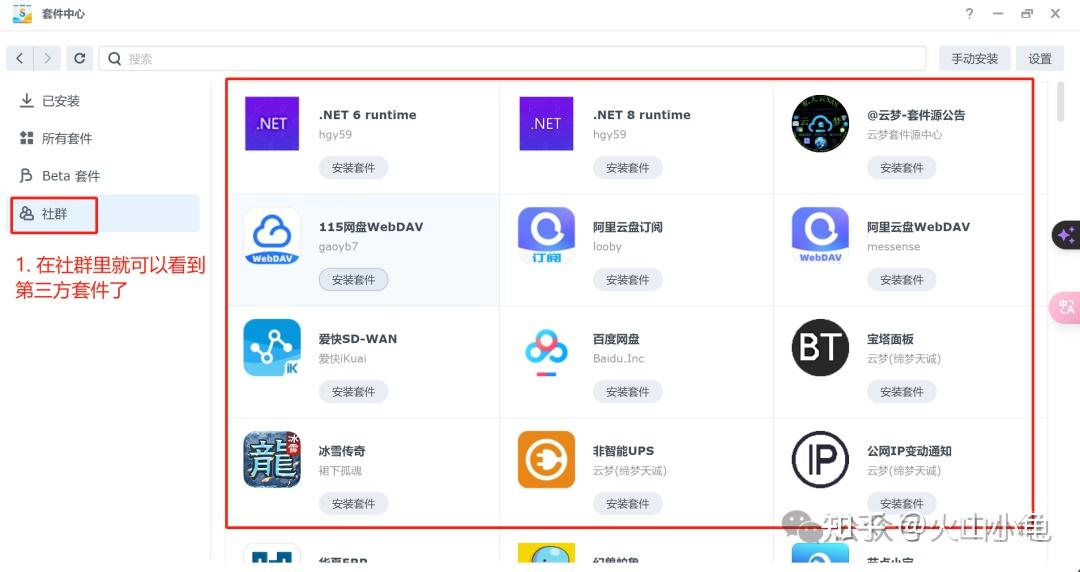 套件中心
搜索
手动安装
设置
已安装
所有套件
Beta 套件
社群
1. 在社群里就可以看到
第三方套件了
.NET
.NET 6 runtime
hgy59
安装套件
.NET
.NET 8 runtime
hgy59
安装套件
@云梦-套件源公告
云梦套件源中心
安装套件
WebDAV
115网盘WebDAV
gaoyb7
安装套件
订阅
阿里云盘订阅
looby
安装套件
WebDAV
阿里云盘WebDAV
messense
安装套件
iK
爱快SD-WAN
爱快iKuai
安装套件
百度网盘
Baidu.Inc
安装套件
BT
宝塔面板
云梦(缔梦天诚)
安装套件
龍
冰雪
冰雪传奇
裙下孤魂
安装套件
非智能UPS
云梦(缔梦天诚)
安装套件
IP
公网IP变动通知
云梦(缔梦天诚)
安装套件
知乎 @火山小龟